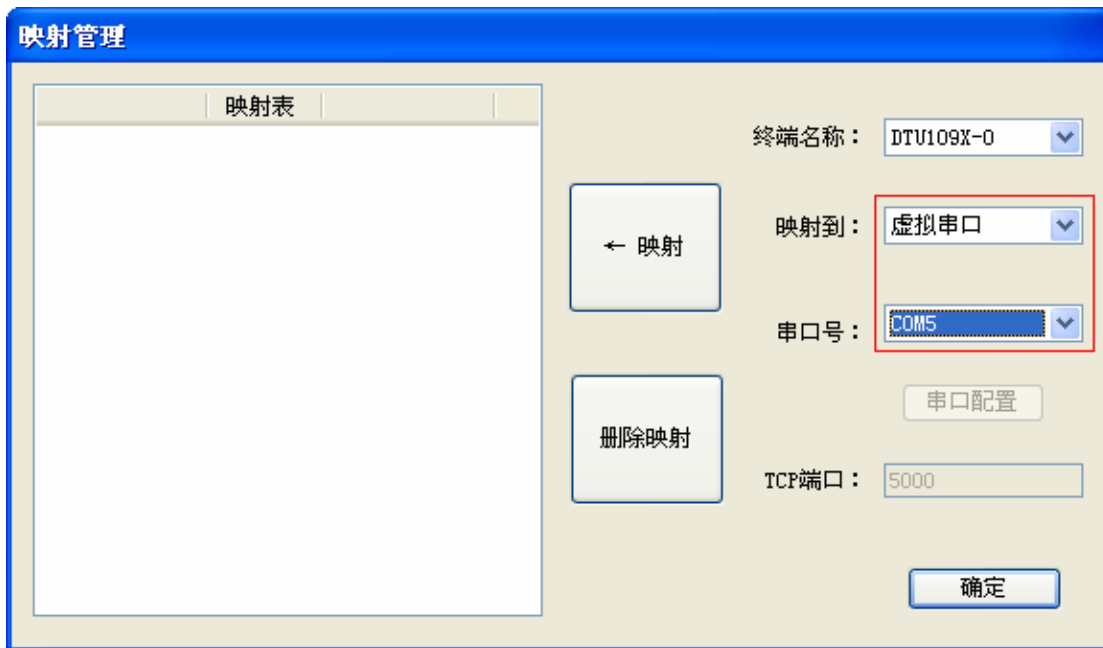 映射管理
映射表
终端名称：
DTU109X-0
← 映射
映射到：
虚拟串口
串口号：
COM5
串口配置
删除映射
TCP端口：
5000
确定